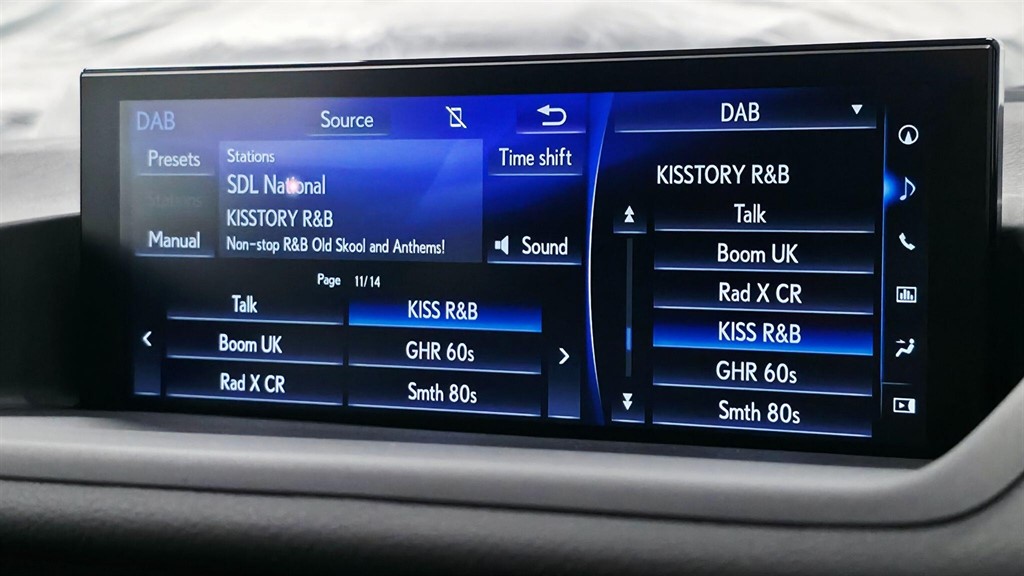 DAB
Source
Presets
Stations
Manual
Stations
SDL National
KISSTORY R&B
Non-stop R&B Old Skool and Anthems!
Time shift
Sound
Page 11/14
Talk
Boom UK
Rad X CR
KISS R&B
GHR 60s
Smth 80s
DAB
KISSTORY R&B
Talk
Boom UK
Rad X CR
KISS R&B
GHR 60s
Smth 80s